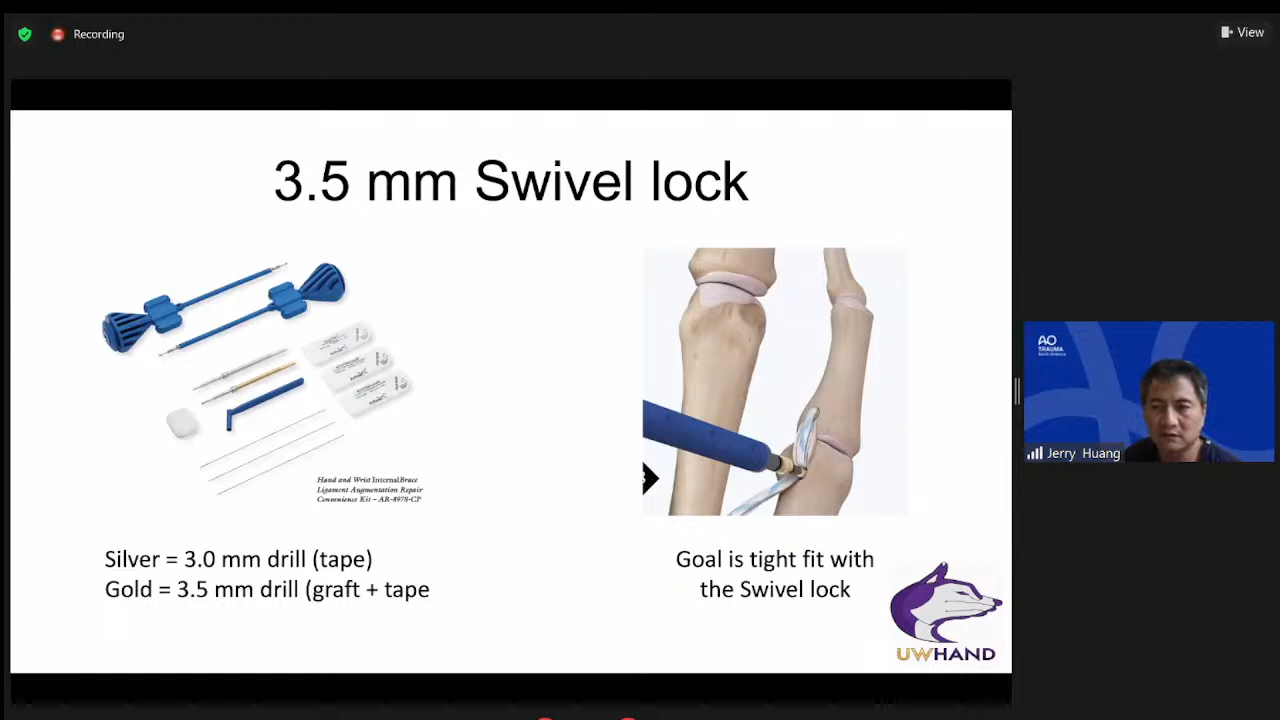 Recording
View
3.5 mm Swivel lock
Hand and Wrist InternalBrace
Ligament Augmentation Repair
Convenience Kit – AR-8978-CP
Silver = 3.0 mm drill (tape)
Gold = 3.5 mm drill (graft + tape
Goal is tight fit with
the Swivel lock
UWHAND
AO
TRAUMA
North America
Jerry Huang